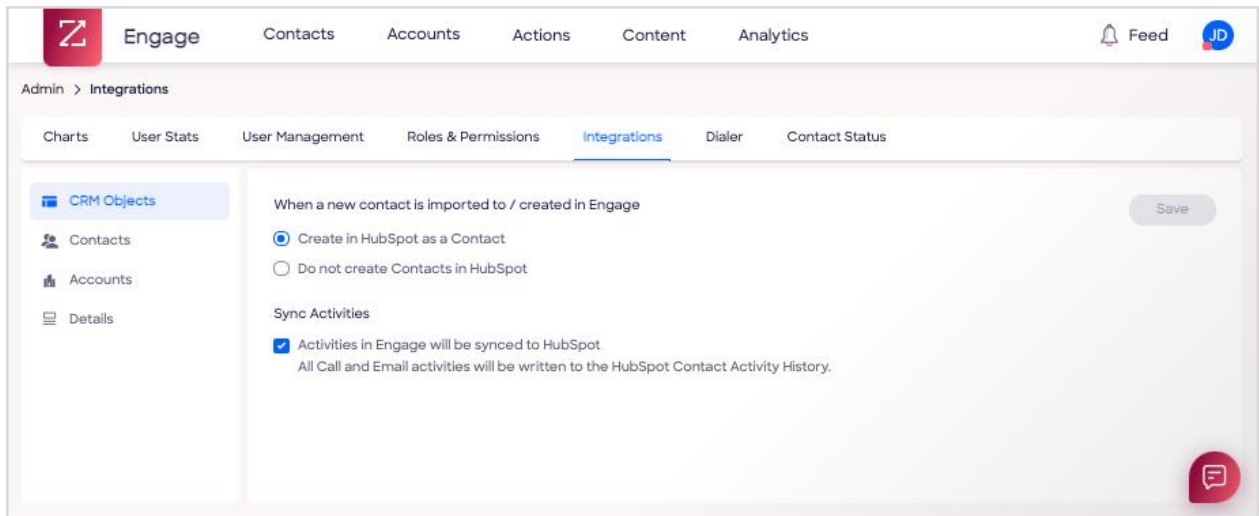 Engage Contacts Accounts Actions Content Analytics Feed JD
Admin > Integrations
Charts User Stats User Management Roles & Permissions Integrations Dialer Contact Status
CRM Objects
Contacts
Accounts
Details
When a new contact is imported to / created in Engage
Save
Create in HubSpot as a Contact
Do not create Contacts in HubSpot
Sync Activities
Activities in Engage will be synced to HubSpot
All Call and Email activities will be written to the HubSpot Contact Activity History.